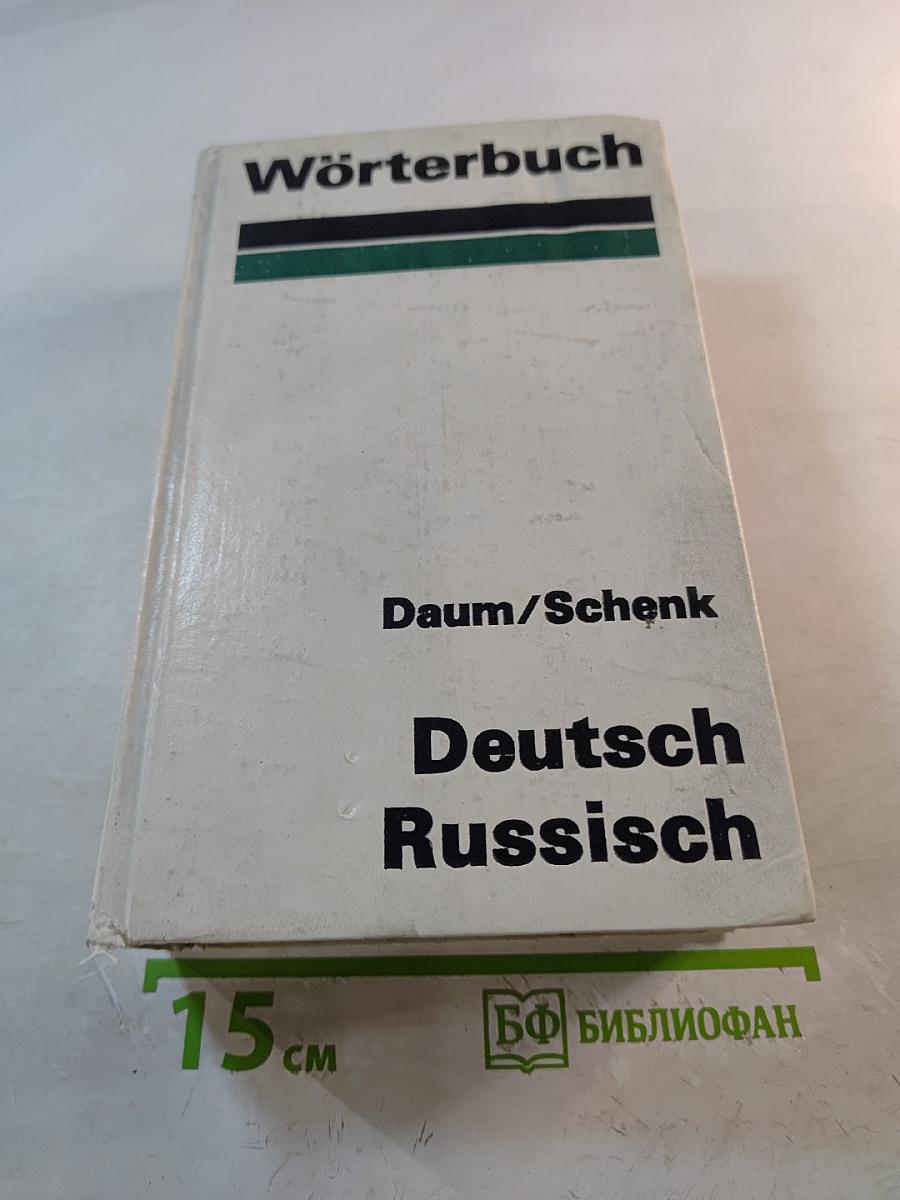 Wörterbuch
Daum/Schenk
Deutsch
Russisch
15 см
БФ БИБЛИОФАН